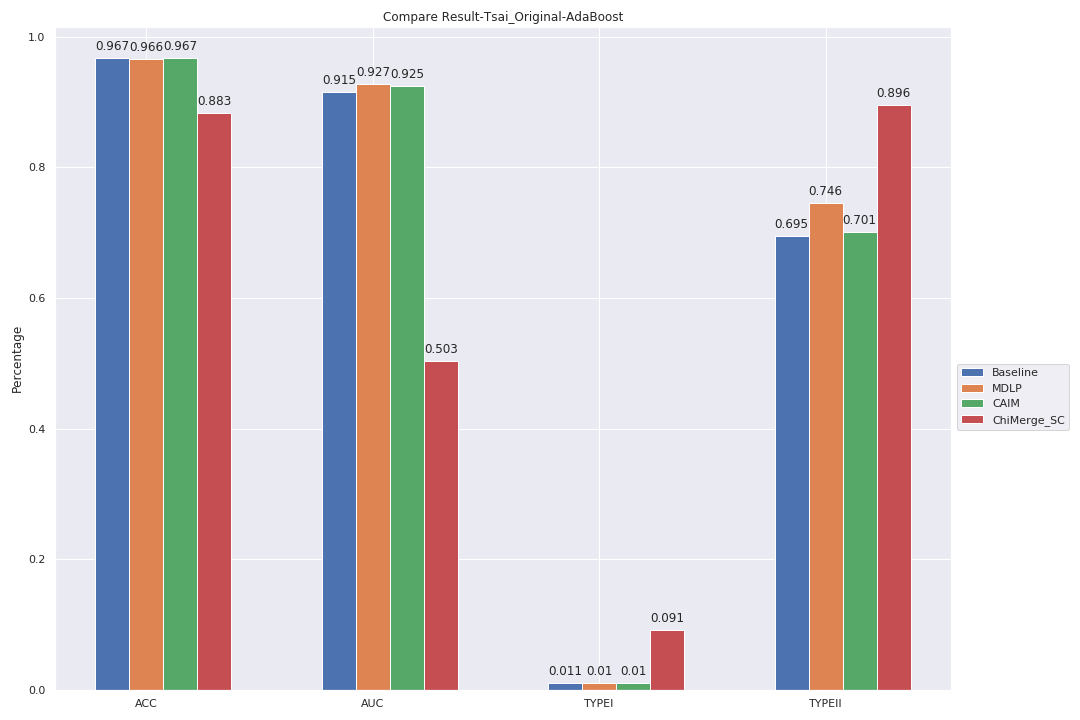 Compare Result-Tsai_Original-AdaBoost
Percentage
1.0
0.8
0.6
0.4
0.2
0.0
0.967 0.966 0.967 0.883
0.915 0.927 0.925 0.503
0.011 0.01 0.01 0.091
0.695 0.746 0.701 0.896
ACC AUC TYPEI TYPEII
Baseline
MDLP
CAIM
ChiMerge_SC